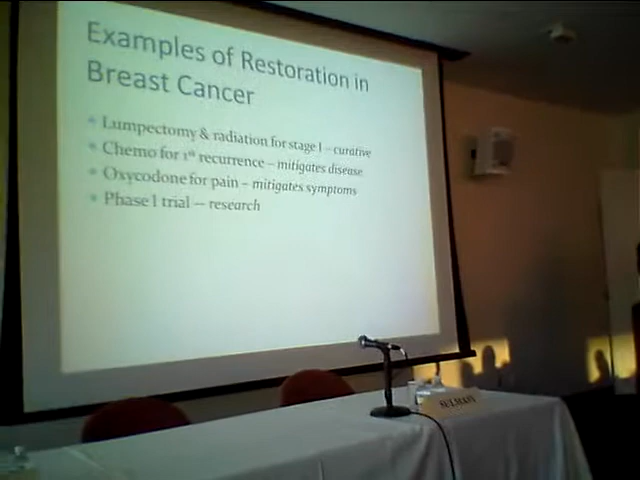 Examples of Restoration in
Breast Cancer
Lumpectomy & radiation for stage I – curative
Chemo for 1st recurrence – mitigates disease
Oxycodone for pain – mitigates symptoms
Phase I trial – research